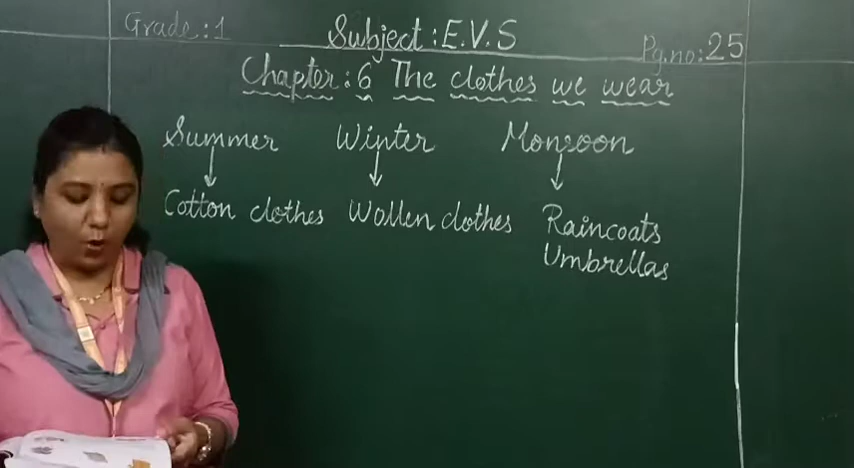 Grade : 1 Subject : E.V.S Pg.no : 25
Chapter : 6 The clothes we wear
Summer Winter Monsoon
Cotton clothes Wollen clothes Raincoats
Umbrellas